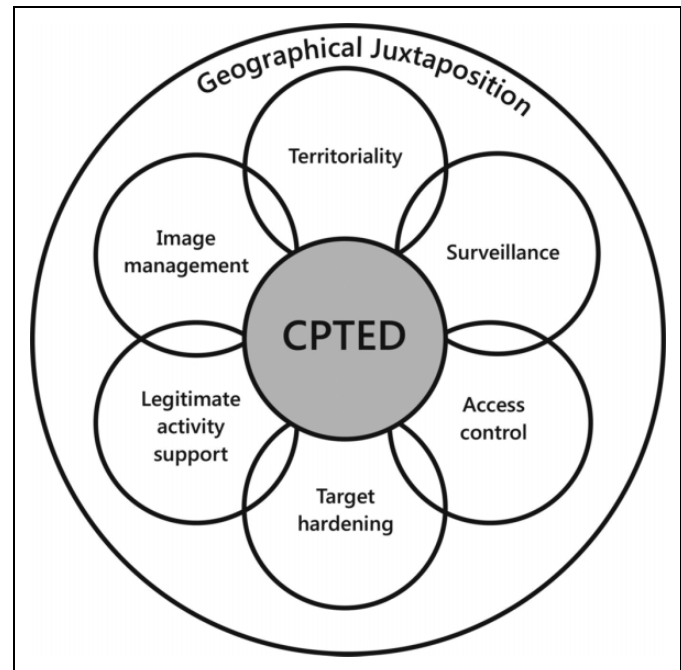 Geographical Juxtaposition
Territoriality
Image
management
Surveillance
CPTED
Legitimate
activity
support
Access
control
Target
hardening